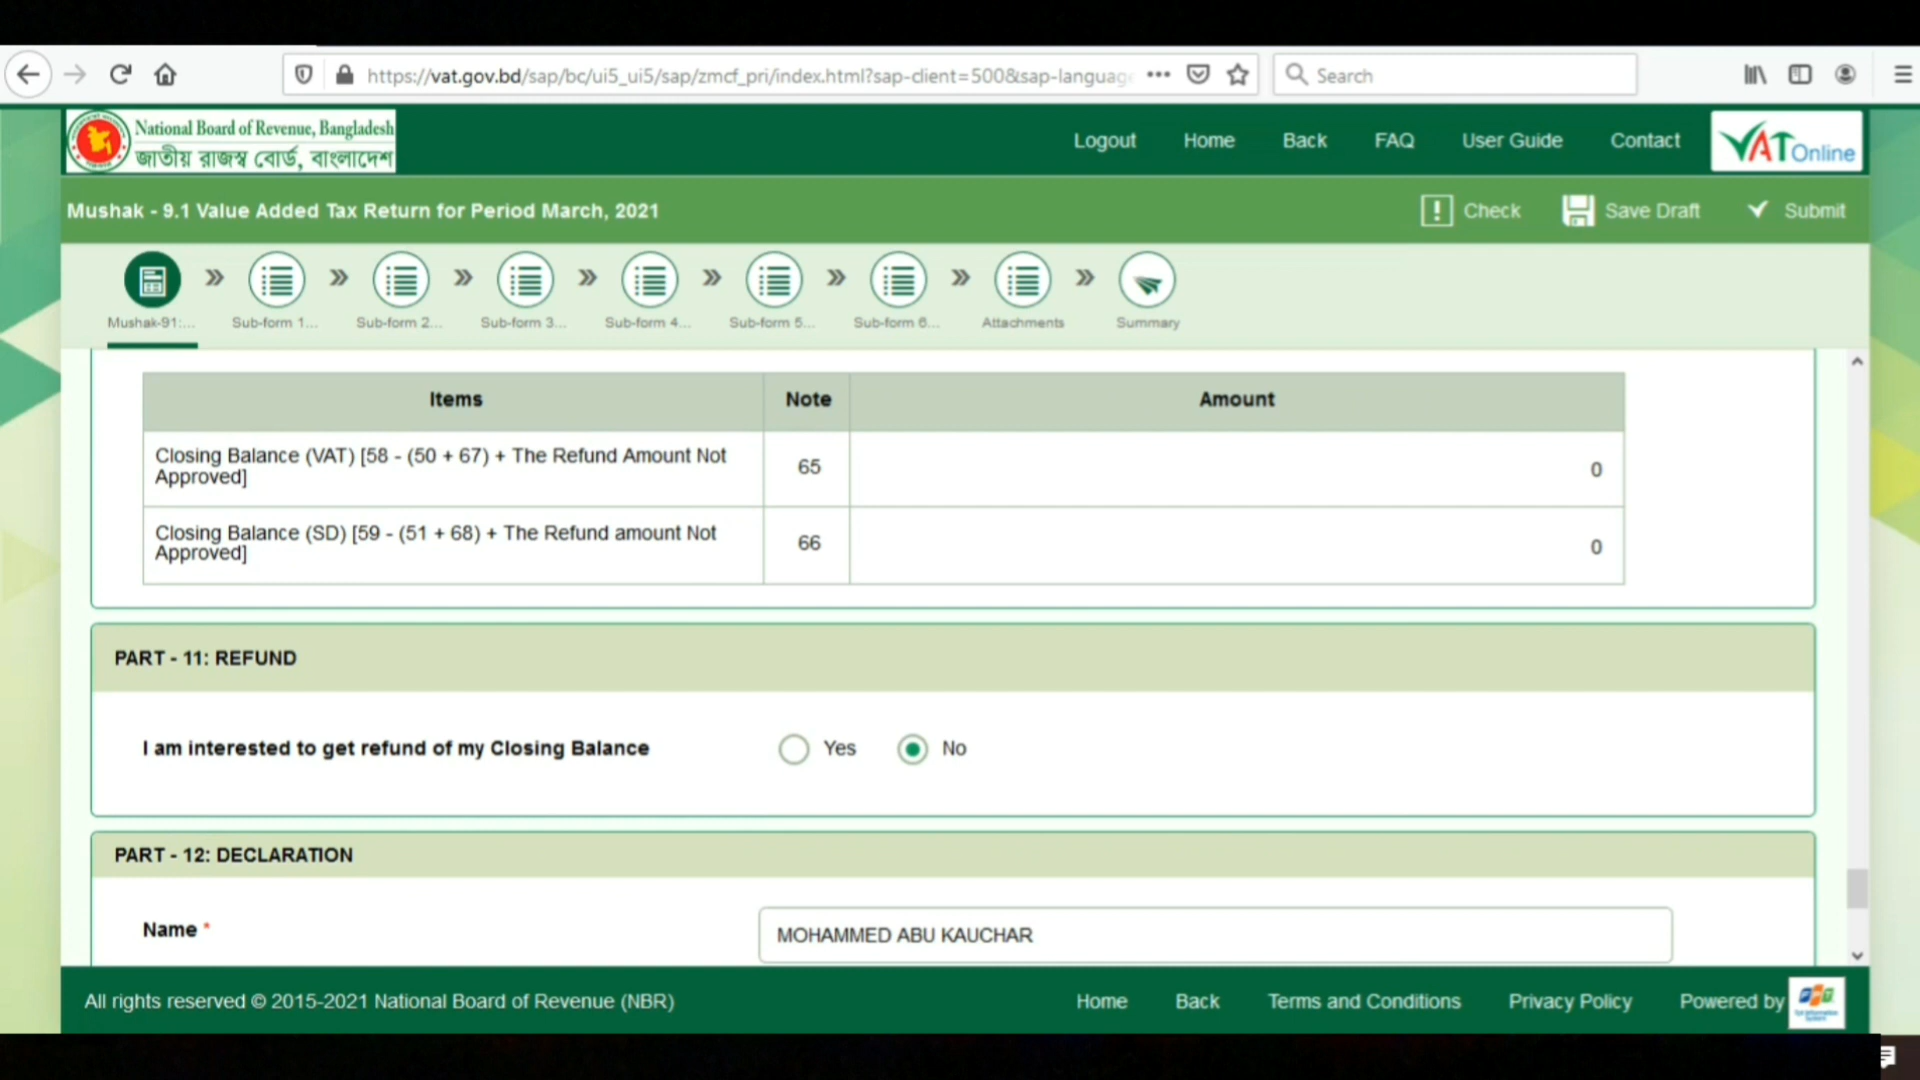 https://vat.gov.bd/sap/bc/ui5_ui5/sap/zmcf_pri/index.html?sap-client=500&sap-language
Search
National Board of Revenue, Bangladesh
জাতীয় রাজস্ব বোর্ড, বাংলাদেশ
Logout Home Back FAQ User Guide Contact
VAT Online
Mushak - 9.1 Value Added Tax Return for Period March, 2021
Check Save Draft Submit
Mushak-91:... Sub-form 1... Sub-form 2... Sub-form 3... Sub-form 4... Sub-form 5... Sub-form 6... Attachments Summary
Items Note Amount
Closing Balance (VAT) [58 - (50 + 67) + The Refund Amount Not
Approved]
65 0
Closing Balance (SD) [59 - (51 + 68) + The Refund amount Not
Approved]
66 0
PART - 11: REFUND
I am interested to get refund of my Closing Balance Yes No
PART - 12: DECLARATION
Name *
MOHAMMED ABU KAUCHAR
All rights reserved © 2015-2021 National Board of Revenue (NBR)
Home Back Terms and Conditions Privacy Policy Powered by